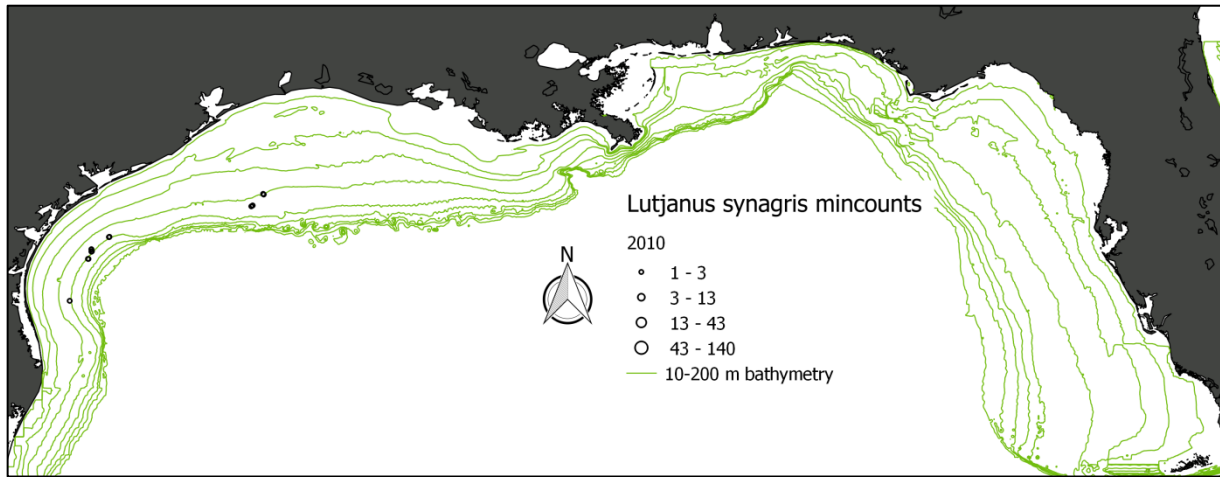 Lutjanus synagris mincounts
2010
N
1 - 3
3 - 13
13 - 43
43 - 140
10-200 m bathymetry